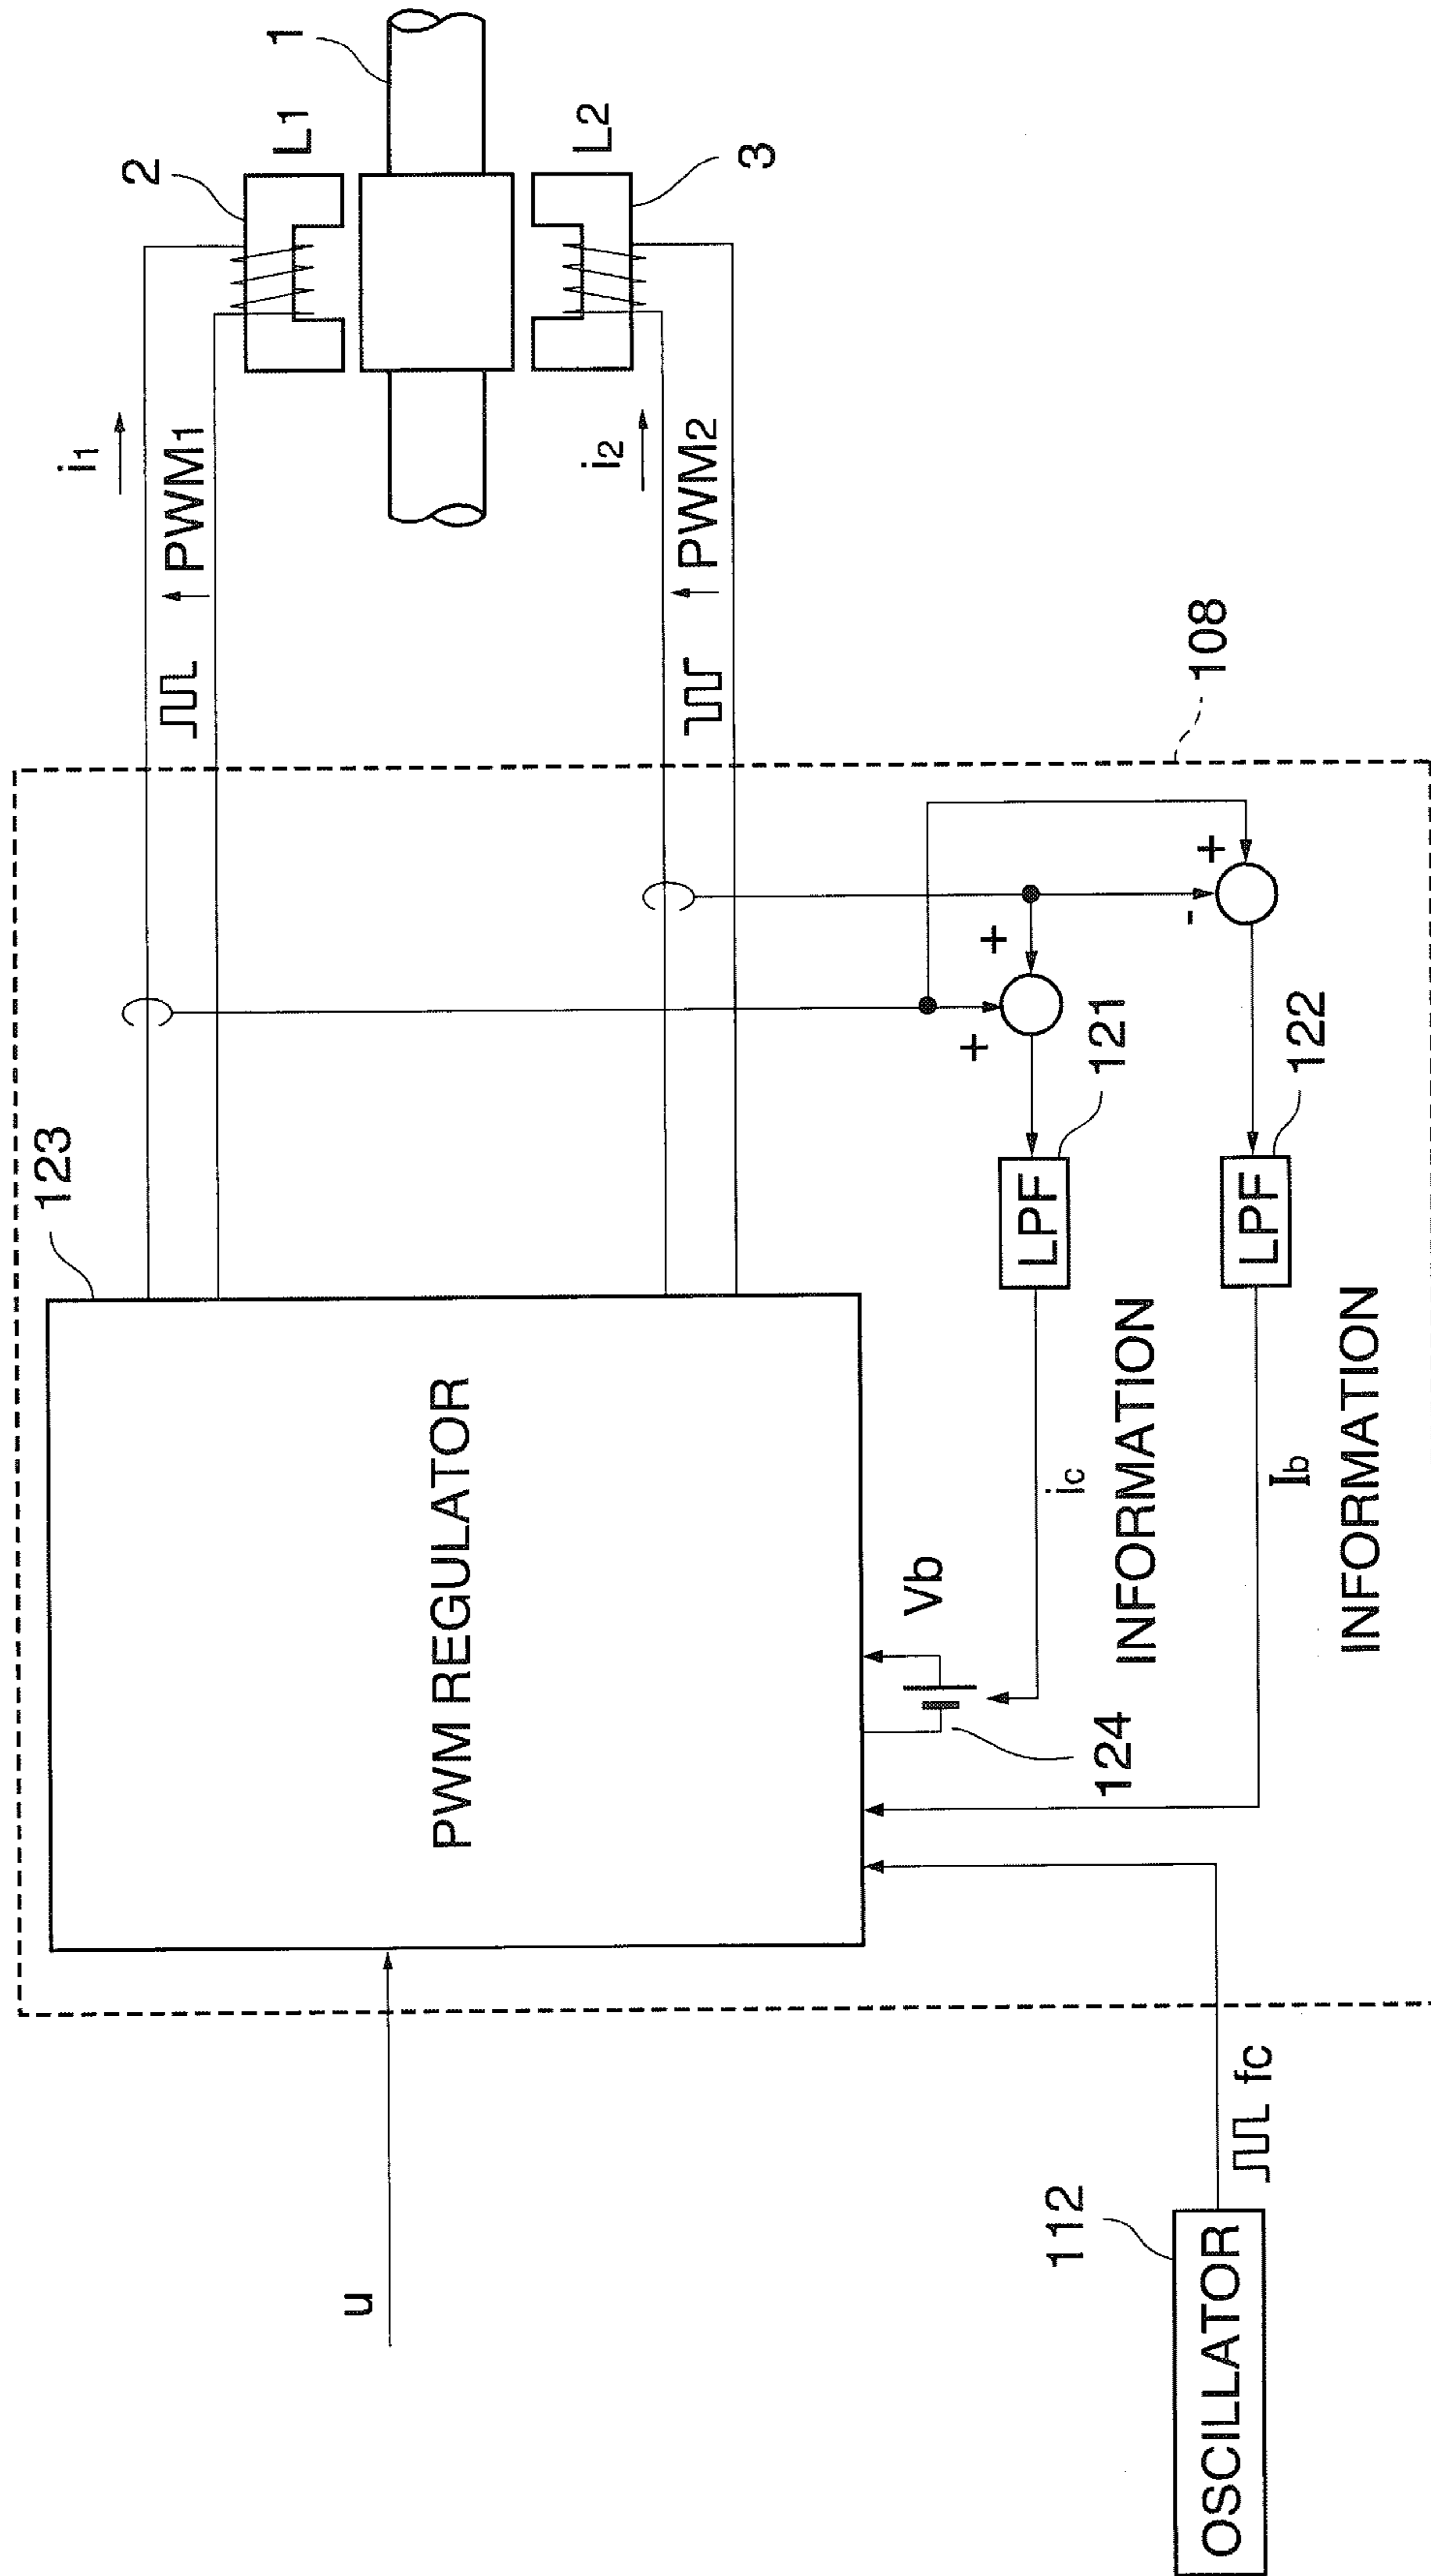 123
PWM REGULATOR
u
i1
PWM1
2
L1
1
i2
PWM2
L2
3
108
+
+
+
-
LPF
121
LPF
122
ic
INFORMATION
Ib
INFORMATION
Vb
124
112
OSCILLATOR
fc